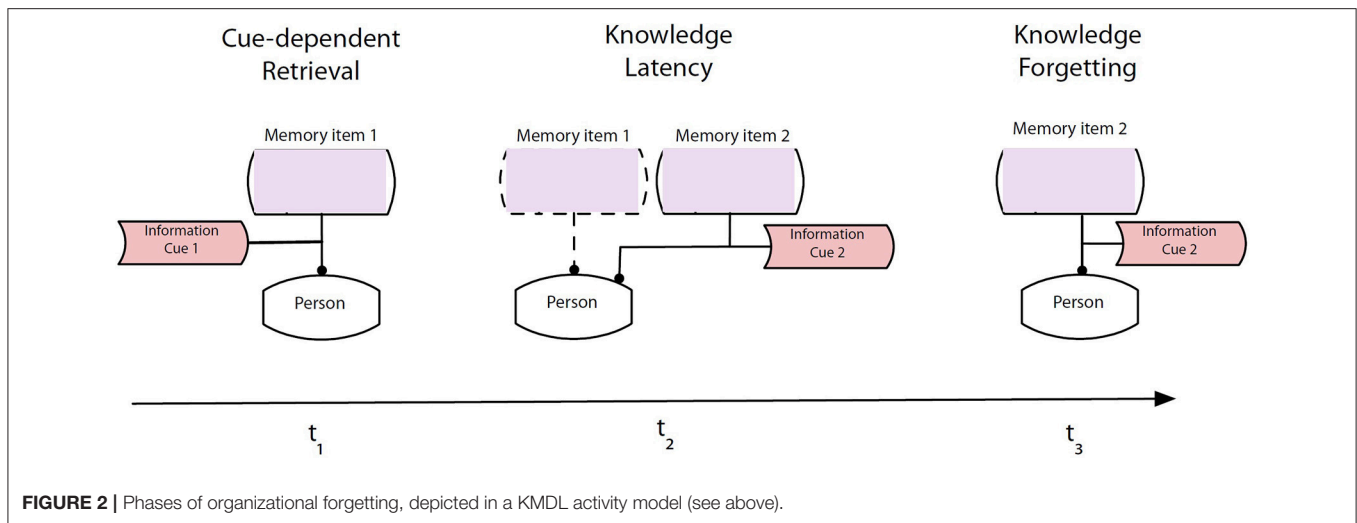 Cue-dependent
Retrieval
Knowledge
Latency
Knowledge
Forgetting
Memory item 1
Memory item 1
Memory item 2
Memory item 2
Information
Cue 1
Information
Cue 2
Information
Cue 2
Person
Person
Person
t1
t2
t3
FIGURE 2 | Phases of organizational forgetting, depicted in a KMDL activity model (see above).